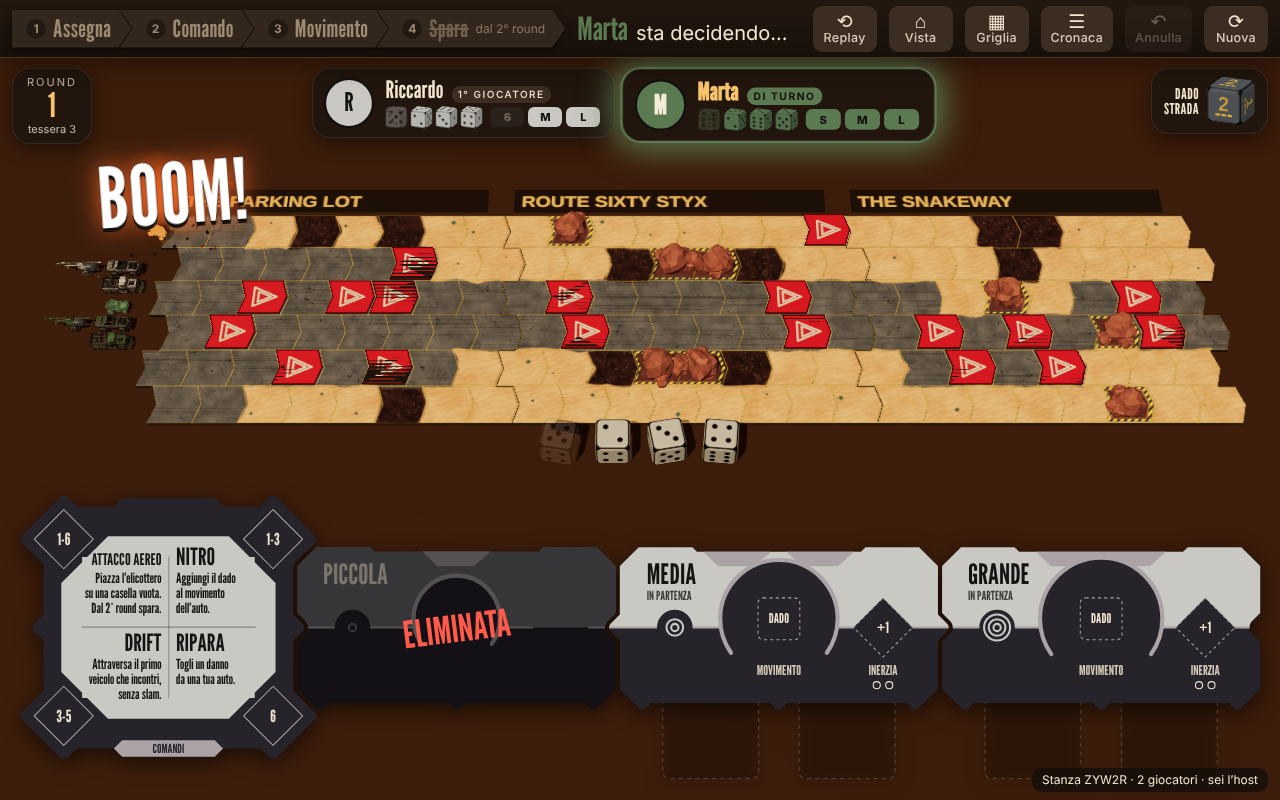 1 Assegna
2 Comando
3 Movimento
4 Spara dal 2° round
Marta sta decidendo...
Replay
Vista
Griglia
Cronaca
Annulla
Nuova
ROUND
1
tessera 3
R
Riccardo
1° GIOCATORE
S M L
M
Marta
DI TURNO
S M L
DADO
STRADA
2
BOOM!
PARKING LOT
ROUTE SIXTY STYX
THE SNAKEWAY
1-6
1-3
ATTACCO AEREO
Piazza l'elicottero
su una casella vuota.
Dal 2° round spara.
NITRO
Aggiungi il dado
al movimento
dell'auto.
DRIFT
Attraversa il primo
veicolo che incontri,
senza slam.
RIPARA
Togli un danno
da una tua auto.
3-5
6
COMANDI
PICCOLA
ELIMINATA
MEDIA
IN PARTENZA
DADO
+1
MOVIMENTO
INERZIA
GRANDE
IN PARTENZA
DADO
+1
MOVIMENTO
INERZIA
Stanza ZYW2R · 2 giocatori · sei l'host